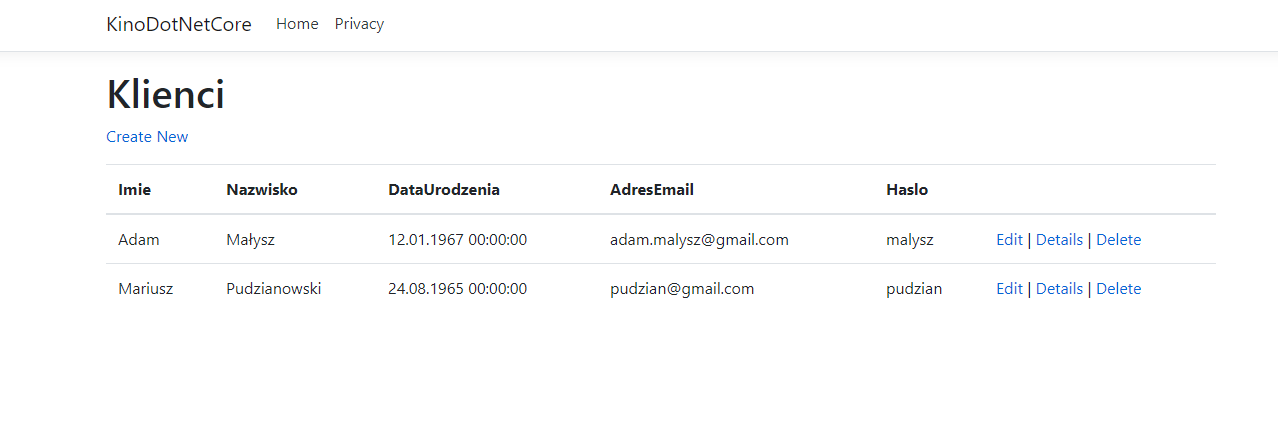 KinoDotNetCore Home Privacy
Klienci
Create New
Imie Nazwisko DataUrodzenia AdresEmail Haslo
Adam Małysz 12.01.1967 00:00:00 adam.malysz@gmail.com malysz Edit | Details | Delete
Mariusz Pudzianowski 24.08.1965 00:00:00 pudzian@gmail.com pudzian Edit | Details | Delete